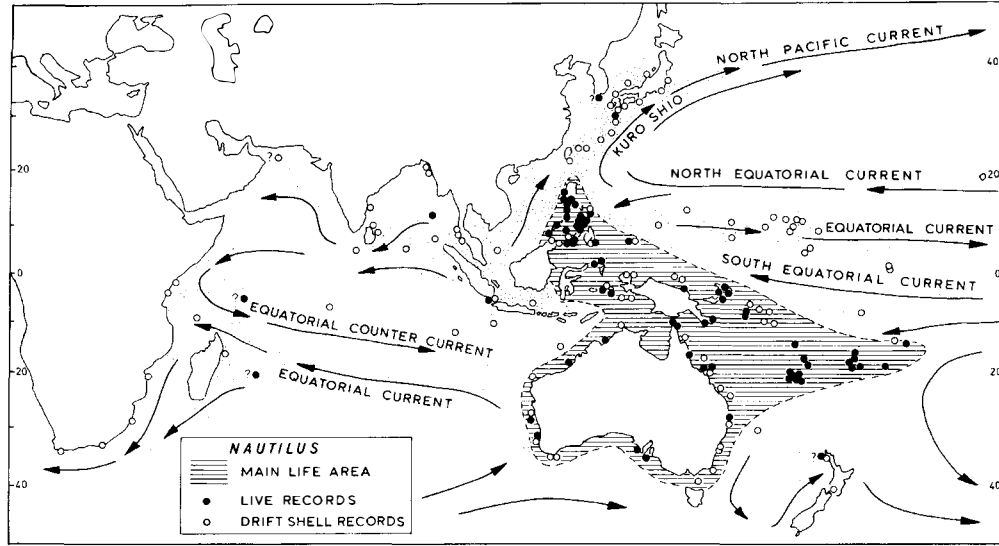 NORTH PACIFIC CURRENT
40
?
KURO SHIO
?
20
20
NORTH EQUATORIAL CURRENT
EQUATORIAL CURRENT
0
0
SOUTH EQUATORIAL CURRENT
?
EQUATORIAL COUNTER CURRENT
20
?
EQUATORIAL CURRENT
20
NAUTILUS
MAIN LIFE AREA
?
40
LIVE RECORDS
40
DRIFT SHELL RECORDS